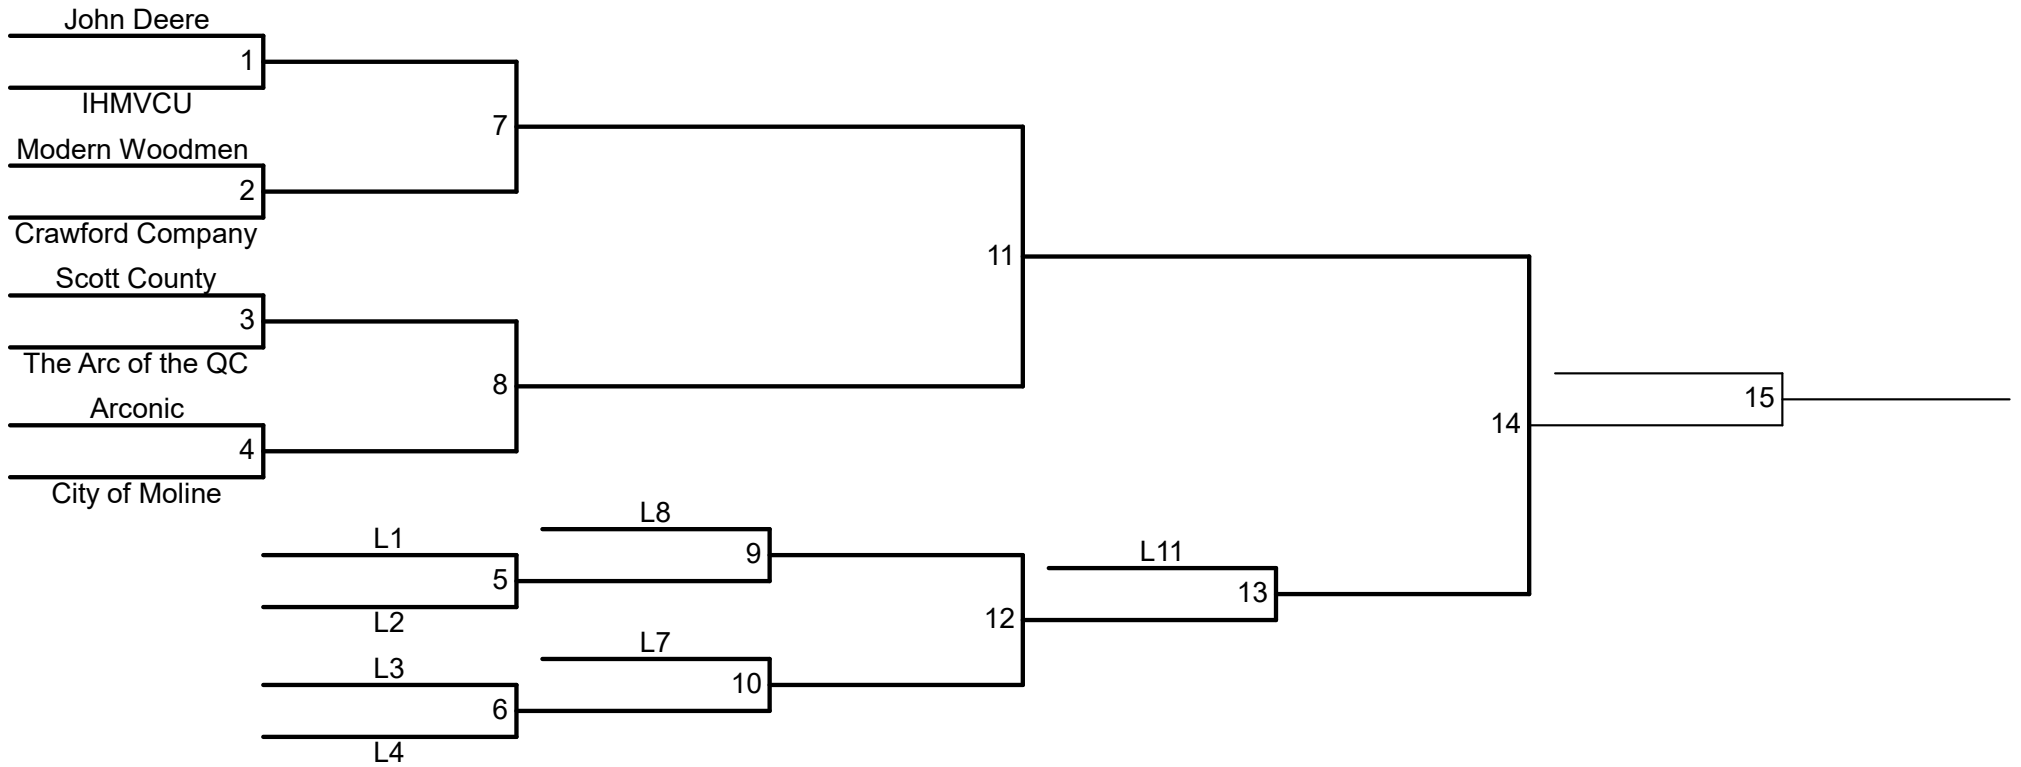 John Deere
1
IHMVCU
7
Modern Woodmen
2
Crawford Company
11
Scott County
3
The Arc of the QC
8
Arconic
4
City of Moline
15
14
L8
L1
9
5
L2
L11
13
12
L7
L3
10
6
L4